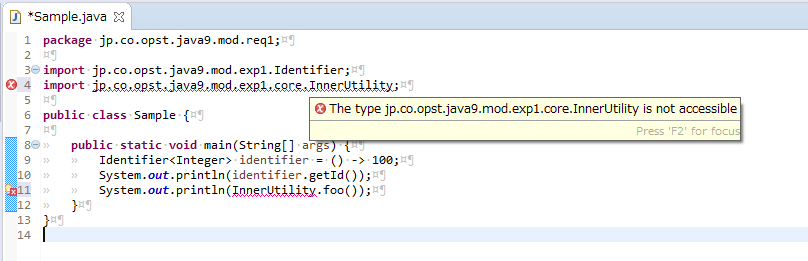 *Sample.java
1 package jp.co.opst.java9.mod.req1;
2
3 import jp.co.opst.java9.mod.exp1.Identifier;
4 import jp.co.opst.java9.mod.exp1.core.InnerUtility;
5
The type jp.co.opst.java9.mod.exp1.core.InnerUtility is not accessible
Press 'F2' for focus
6 public class Sample {
7
8 public static void main(String[] args) {
9 Identifier<Integer> identifier = () -> 100;
10 System.out.println(identifier.getId());
11 System.out.println(InnerUtility.foo());
12 }
13 }
14